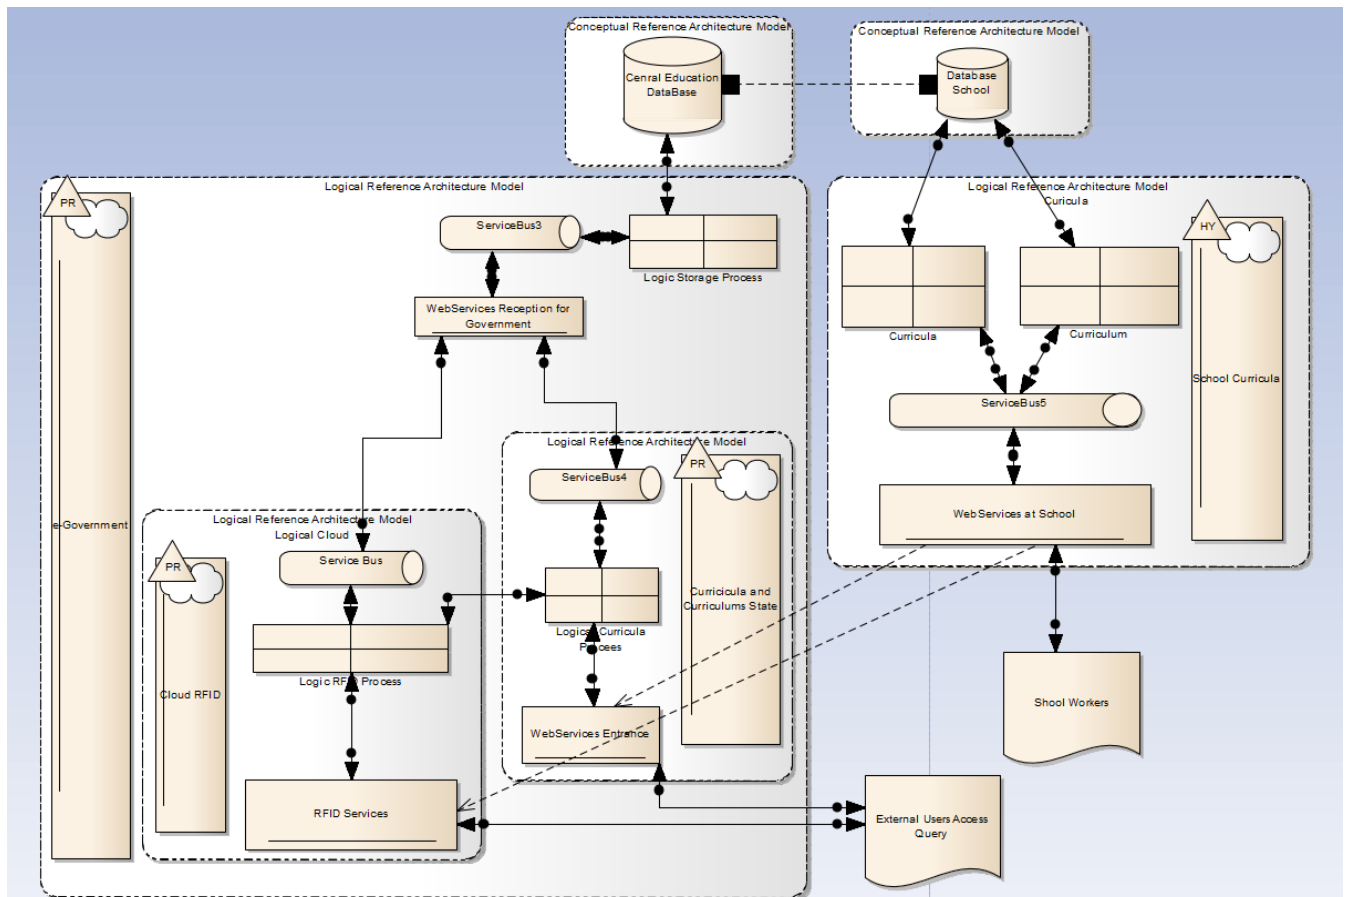 Conceptual Reference Architecture Model
Cenral Education
DataBase
Conceptual Reference Architecture Model
Database
School
Logical Reference Architecture Model
PR
e-Government
ServiceBus3
Logic Storage Process
WebServices Reception for
Government
Logical Reference Architecture Model
Curicula
HY
School Curicula
Curricula
Curriculum
ServiceBus5
WebServices at School
Logical Reference Architecture Model
ServiceBus4
PR
Curricicula and
Curriculums State
Logical Curricula
Procees
WebServices Entrance
Logical Reference Architecture Model
Logical Cloud
PR
Cloud RFID
Service Bus
Logic RFID Process
RFID Services
Shool Workers
External Users Access
Query